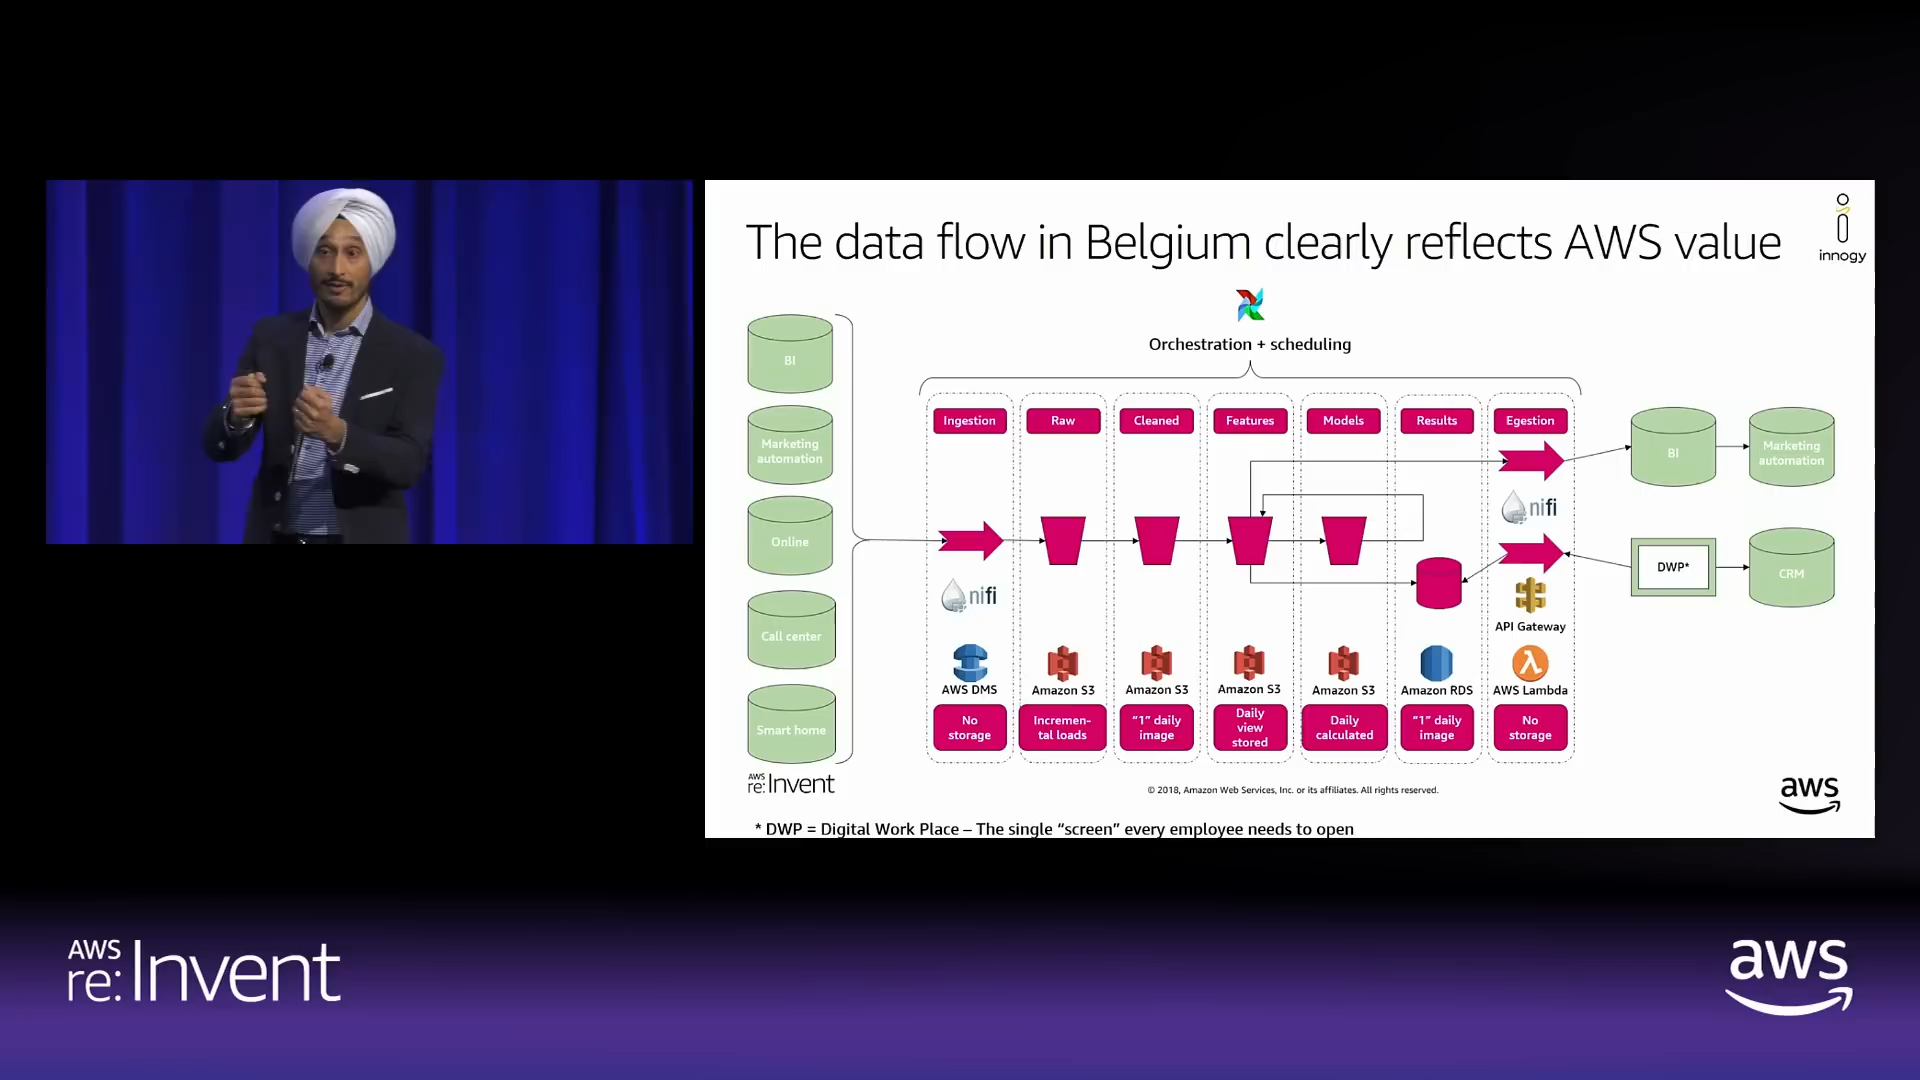 The data flow in Belgium clearly reflects AWS value
innogy
Orchestration + scheduling
BI
Marketing
automation
Online
Call center
Smart home
Ingestion
Raw
Cleaned
Features
Models
Results
Egestion
nifi
nifi
API Gateway
AWS DMS
Amazon S3
Amazon S3
Amazon S3
Amazon S3
Amazon RDS
AWS Lambda
No
storage
Incremen-
tal loads
"1" daily
image
Daily
view
stored
Daily
calculated
"1" daily
image
No
storage
BI
Marketing
automation
DWP*
CRM
AWS
re:Invent
© 2018, Amazon Web Services, Inc. or its affiliates. All rights reserved.
aws
* DWP = Digital Work Place – The single “screen” every employee needs to open
AWS
re:Invent
aws